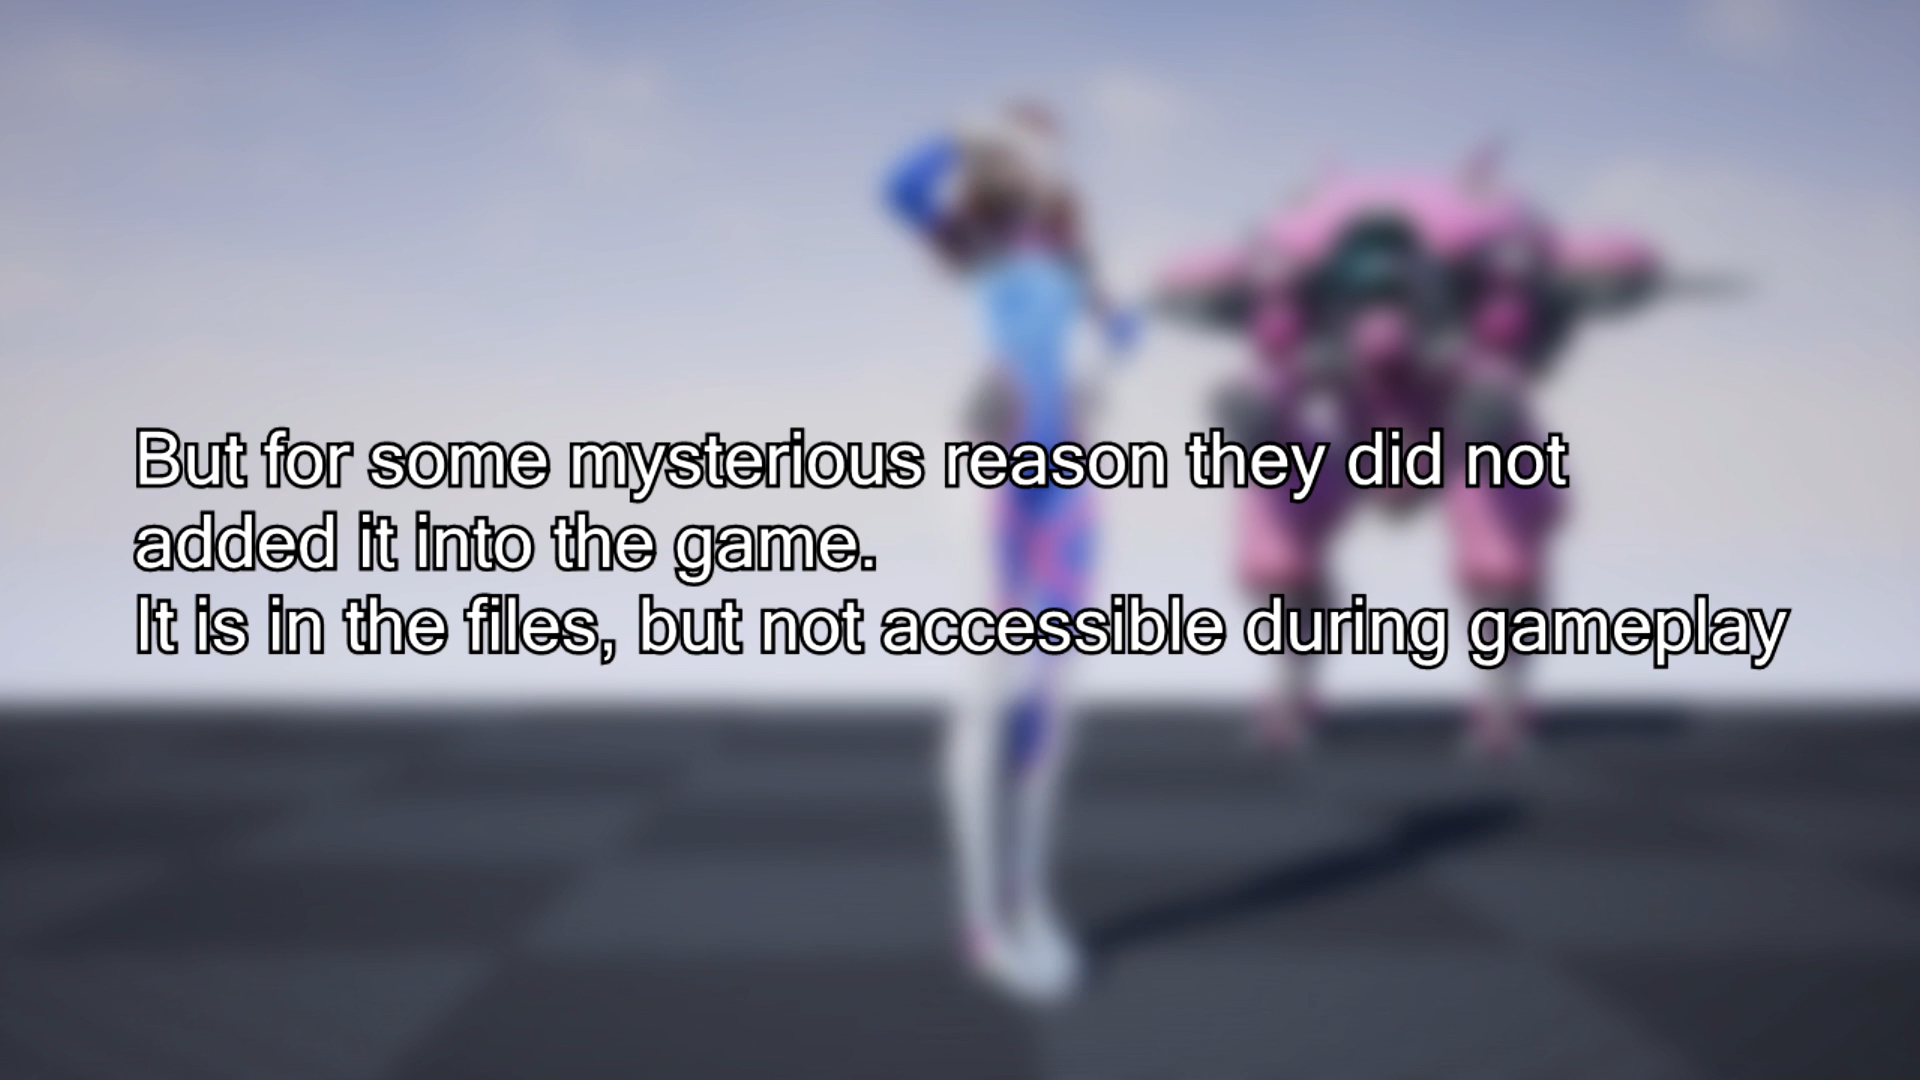 But for some mysterious reason they did not
added it into the game.
It is in the files, but not accessible during gameplay